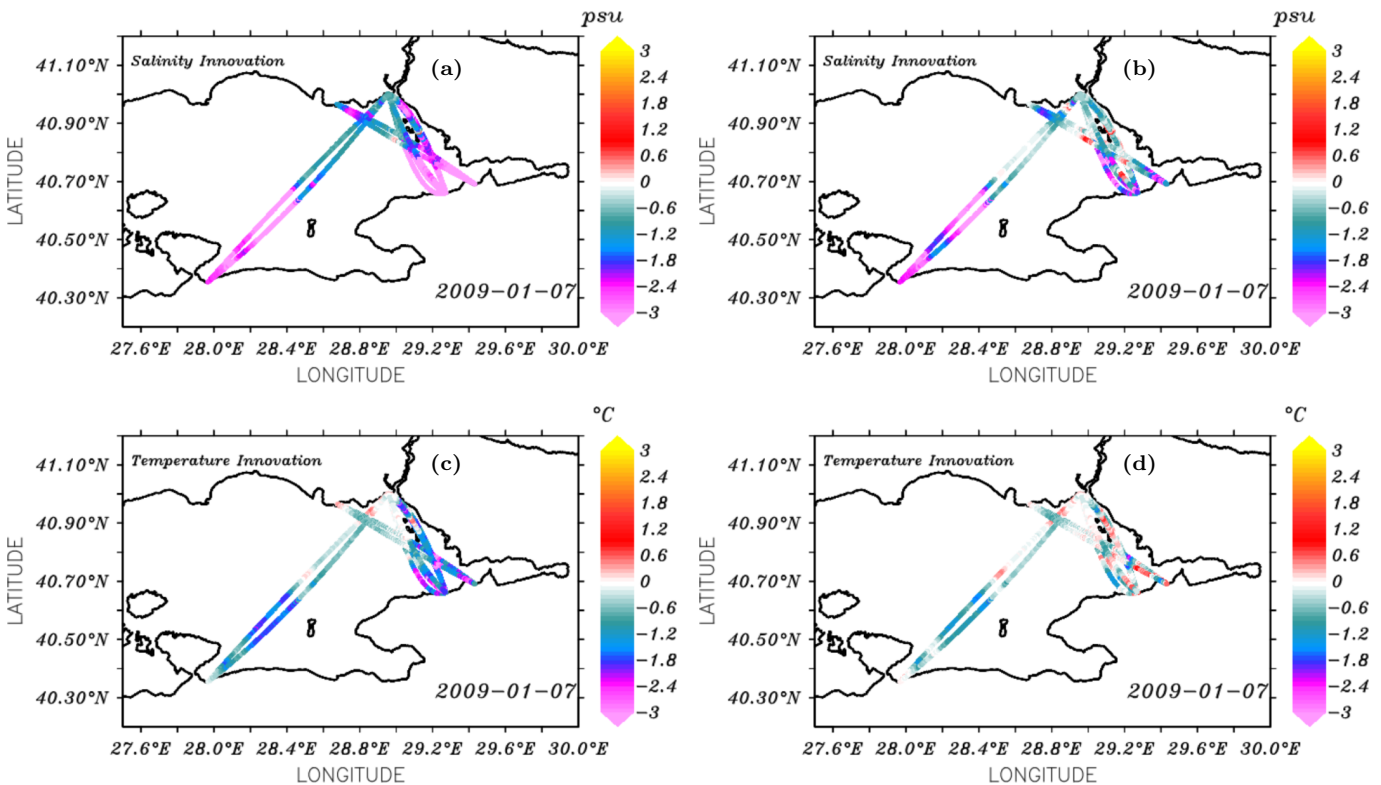 psu
Salinity Innovation
(a)
41.10°N
40.90°N
40.70°N
40.50°N
40.30°N
LATITUDE
27.6°E 28.0°E 28.4°E 28.8°E 29.2°E 29.6°E 30.0°E
LONGITUDE
2009-01-07
3
2.4
1.8
1.2
0.6
0
-0.6
-1.2
-1.8
-2.4
-3
psu
Salinity Innovation
(b)
41.10°N
40.90°N
40.70°N
40.50°N
40.30°N
LATITUDE
27.6°E 28.0°E 28.4°E 28.8°E 29.2°E 29.6°E 30.0°E
LONGITUDE
2009-01-07
3
2.4
1.8
1.2
0.6
0
-0.6
-1.2
-1.8
-2.4
-3
°C
Temperature Innovation
(c)
41.10°N
40.90°N
40.70°N
40.50°N
40.30°N
LATITUDE
27.6°E 28.0°E 28.4°E 28.8°E 29.2°E 29.6°E 30.0°E
LONGITUDE
2009-01-07
3
2.4
1.8
1.2
0.6
0
-0.6
-1.2
-1.8
-2.4
-3
°C
Temperature Innovation
(d)
41.10°N
40.90°N
40.70°N
40.50°N
40.30°N
LATITUDE
27.6°E 28.0°E 28.4°E 28.8°E 29.2°E 29.6°E 30.0°E
LONGITUDE
2009-01-07
3
2.4
1.8
1.2
0.6
0
-0.6
-1.2
-1.8
-2.4
-3